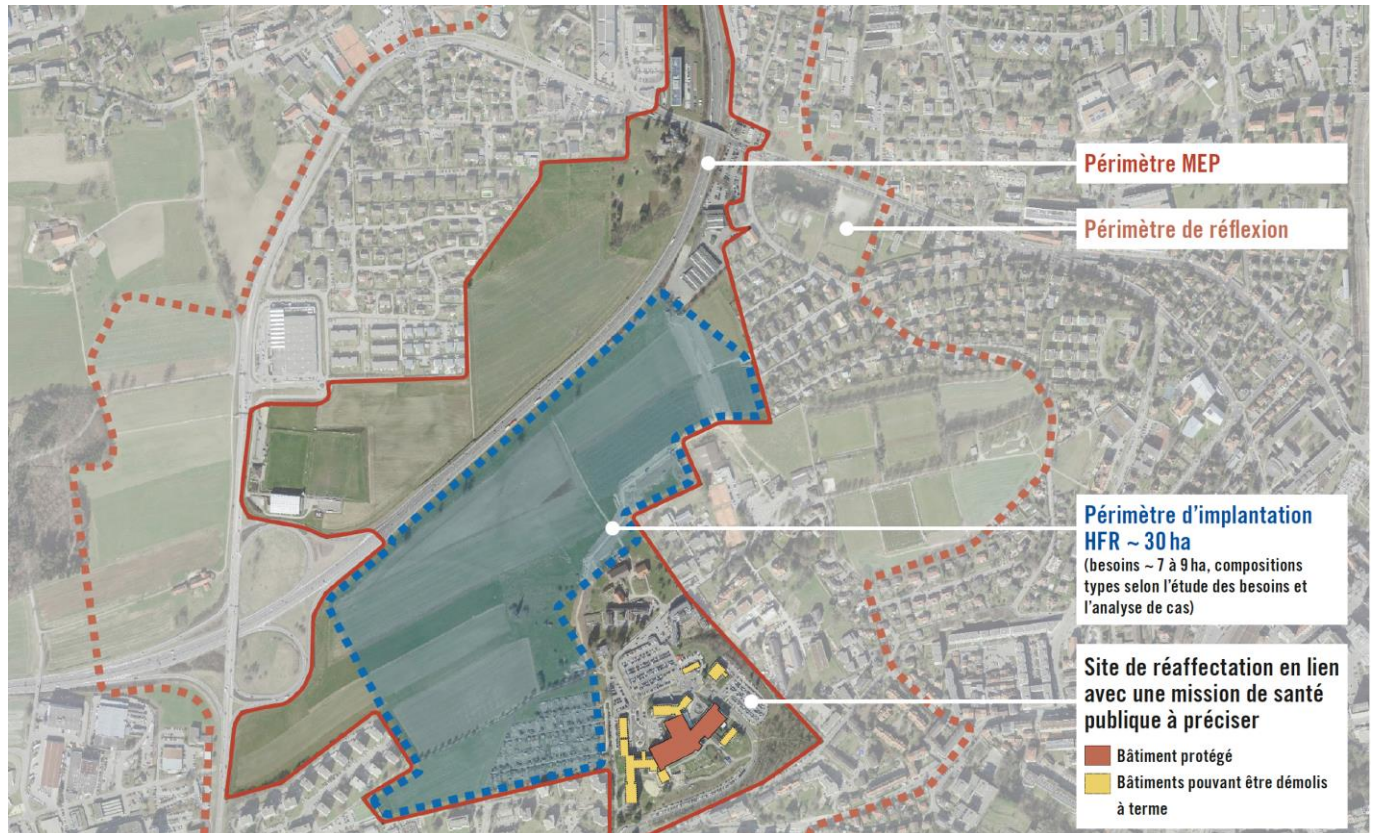 Périmètre MEP
Périmètre de réflexion
Périmètre d’implantation
HFR ~ 30 ha
(besoins ~ 7 à 9 ha, compositions
types selon l’étude des besoins et
l’analyse de cas)
Site de réaffectation en lien
avec une mission de santé
publique à préciser
Bâtiment protégé
Bâtiments pouvant être démolis
à terme